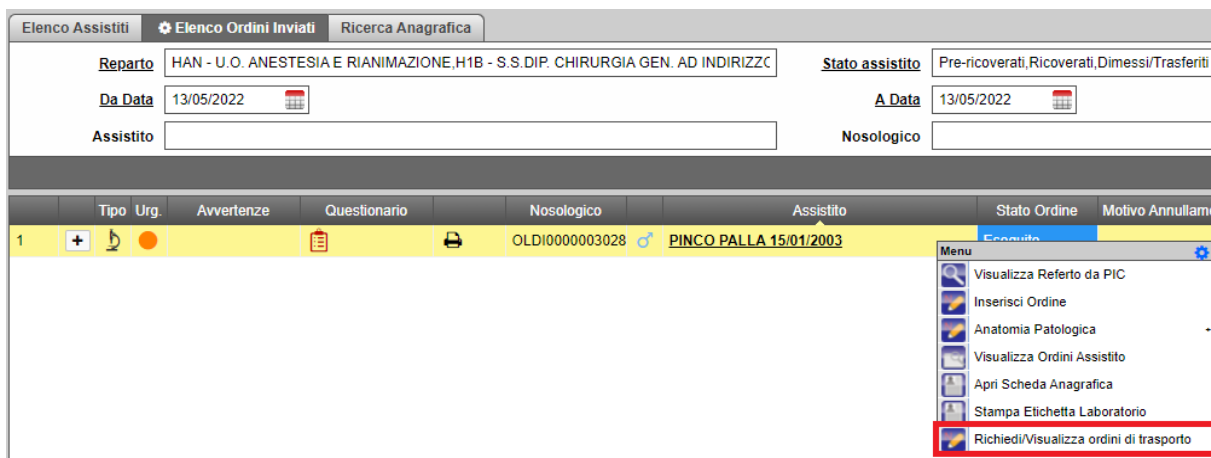 Elenco Assistiti Elenco Ordini Inviati Ricerca Anagrafica
Reparto HAN - U.O. ANESTESIA E RIANIMAZIONE,H1B - S.S.DIP. CHIRURGIA GEN. AD INDIRIZZO Stato assistito Pre-ricoverati,Ricoverati,Dimessi/Trasferiti
Da Data 13/05/2022 A Data 13/05/2022
Assistito Nosologico
Tipo Urg. Avvertenze Questionario Nosologico Assistito Stato Ordine Motivo Annullame
1 + OLDI0000003028 PINCO PALLA 15/01/2003 Eseguito
Menu
Visualizza Referto da PIC
Inserisci Ordine
Anatomia Patologica
Visualizza Ordini Assistito
Apri Scheda Anagrafica
Stampa Etichetta Laboratorio
Richiedi/Visualizza ordini di trasporto